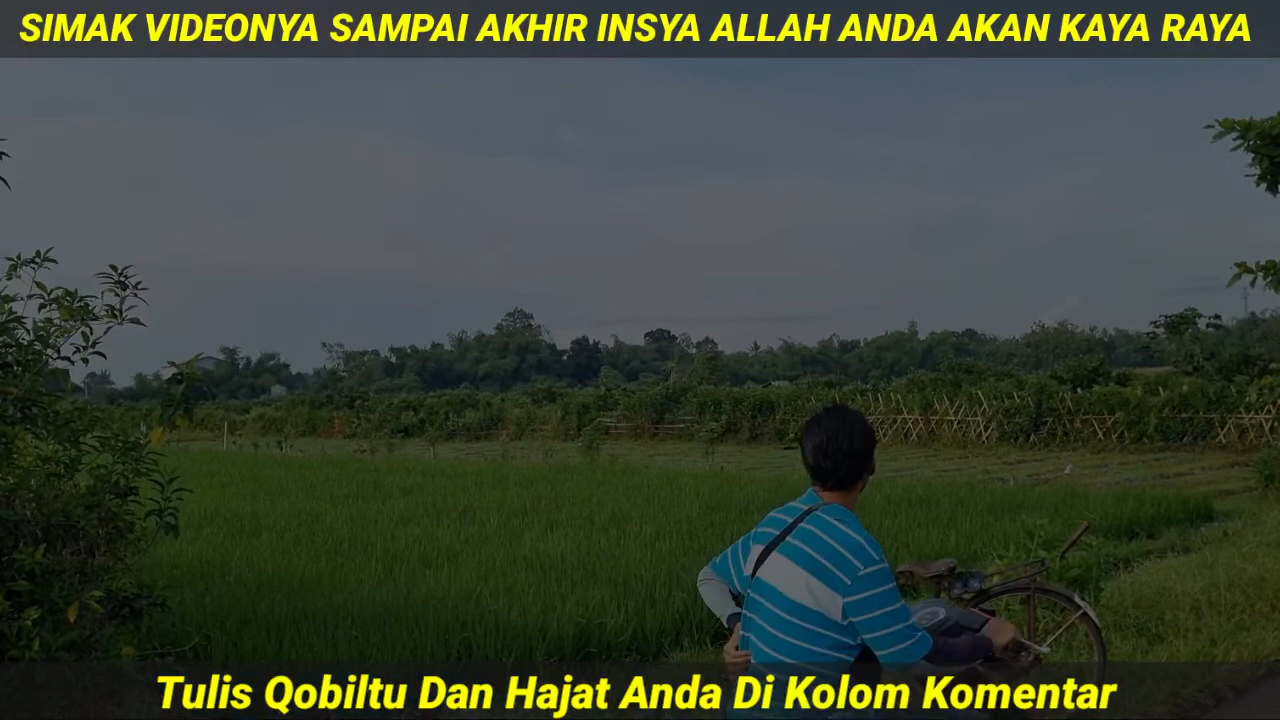 SIMAK VIDEONYA SAMPAI AKHIR INSYA ALLAH ANDA AKAN KAYA RAYA
Tulis Qobiltu Dan Hajat Anda Di Kolom Komentar